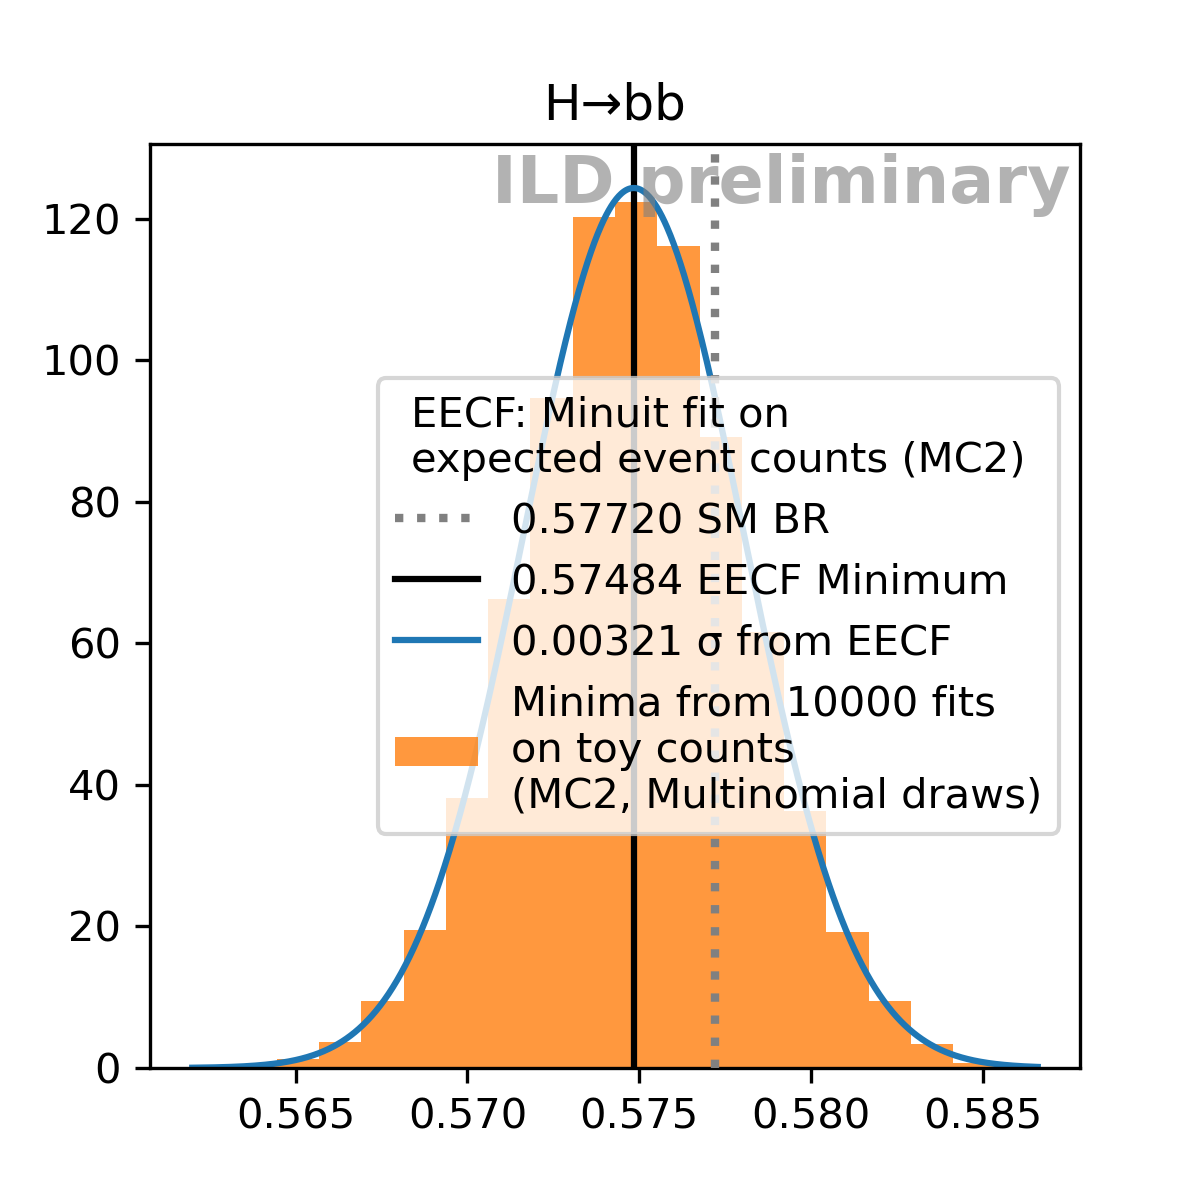 H→bb
ILD preliminary
120
100
80
60
40
20
0
EECF: Minuit fit on
expected event counts (MC2)
0.57720 SM BR
0.57484 EECF Minimum
0.00321 σ from EECF
Minima from 10000 fits
on toy counts
(MC2, Multinomial draws)
0.565 0.570 0.575 0.580 0.585